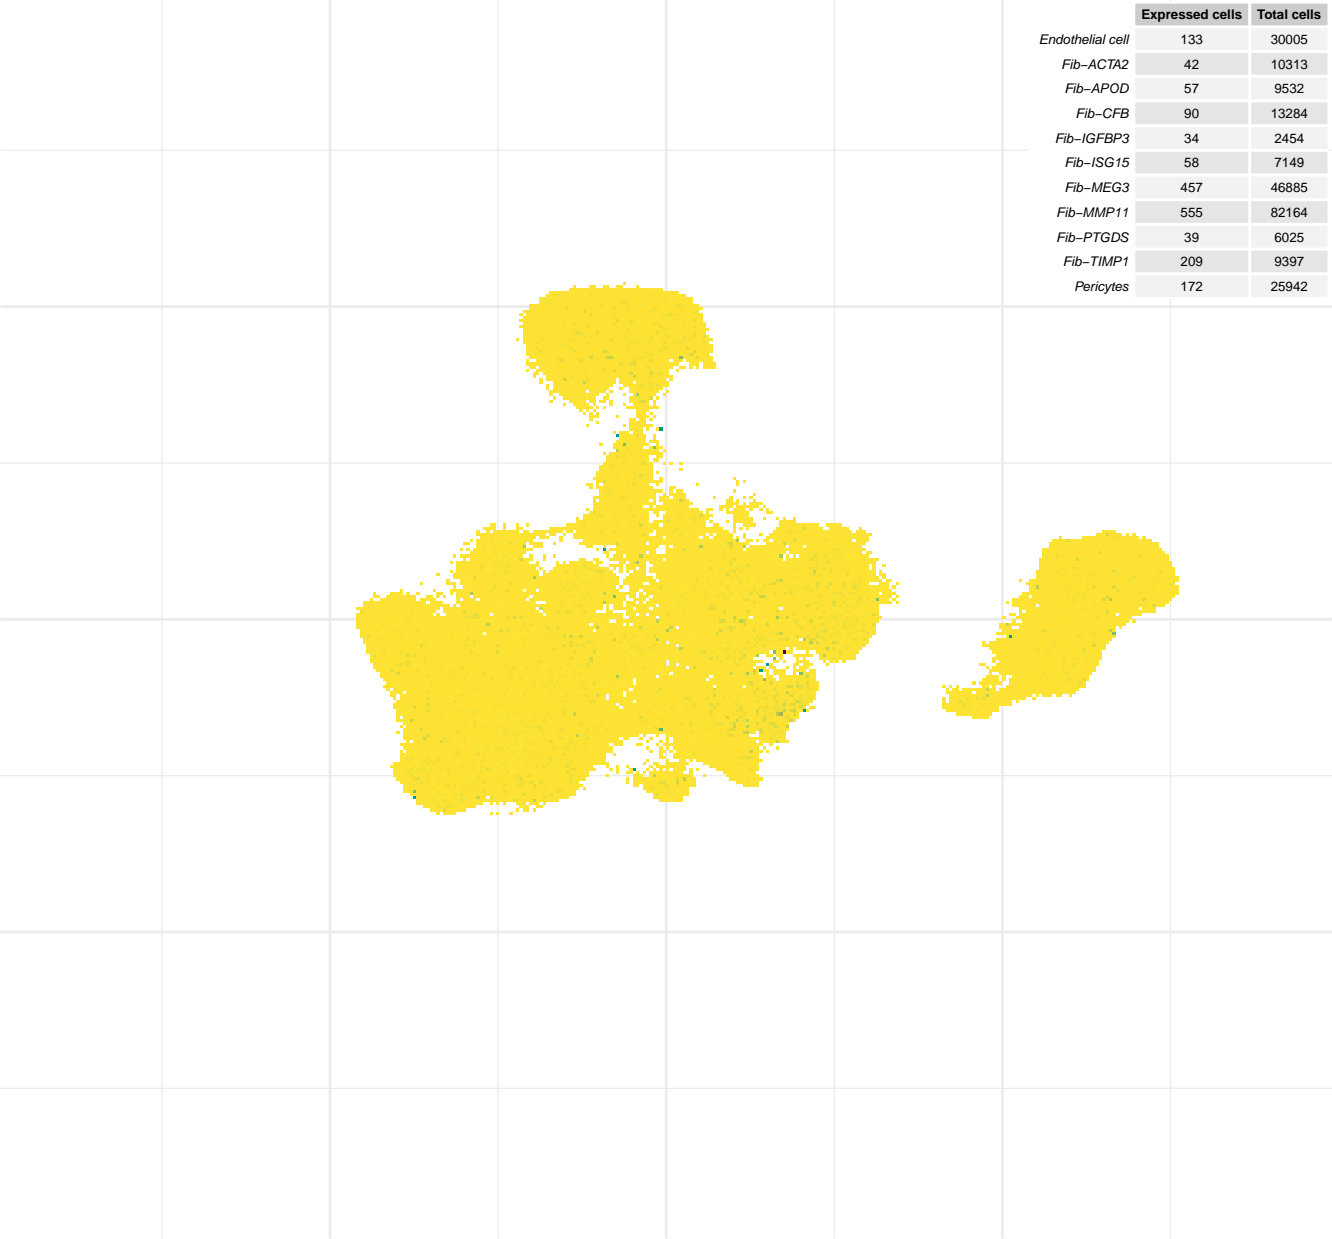 Expressed cells Total cells
Endothelial cell 133 30005
Fib−ACTA2 42 10313
Fib−APOD 57 9532
Fib−CFB 90 13284
Fib−IGFBP3 34 2454
Fib−ISG15 58 7149
Fib−MEG3 457 46885
Fib−MMP11 555 82164
Fib−PTGDS 39 6025
Fib−TIMP1 209 9397
Pericytes 172 25942